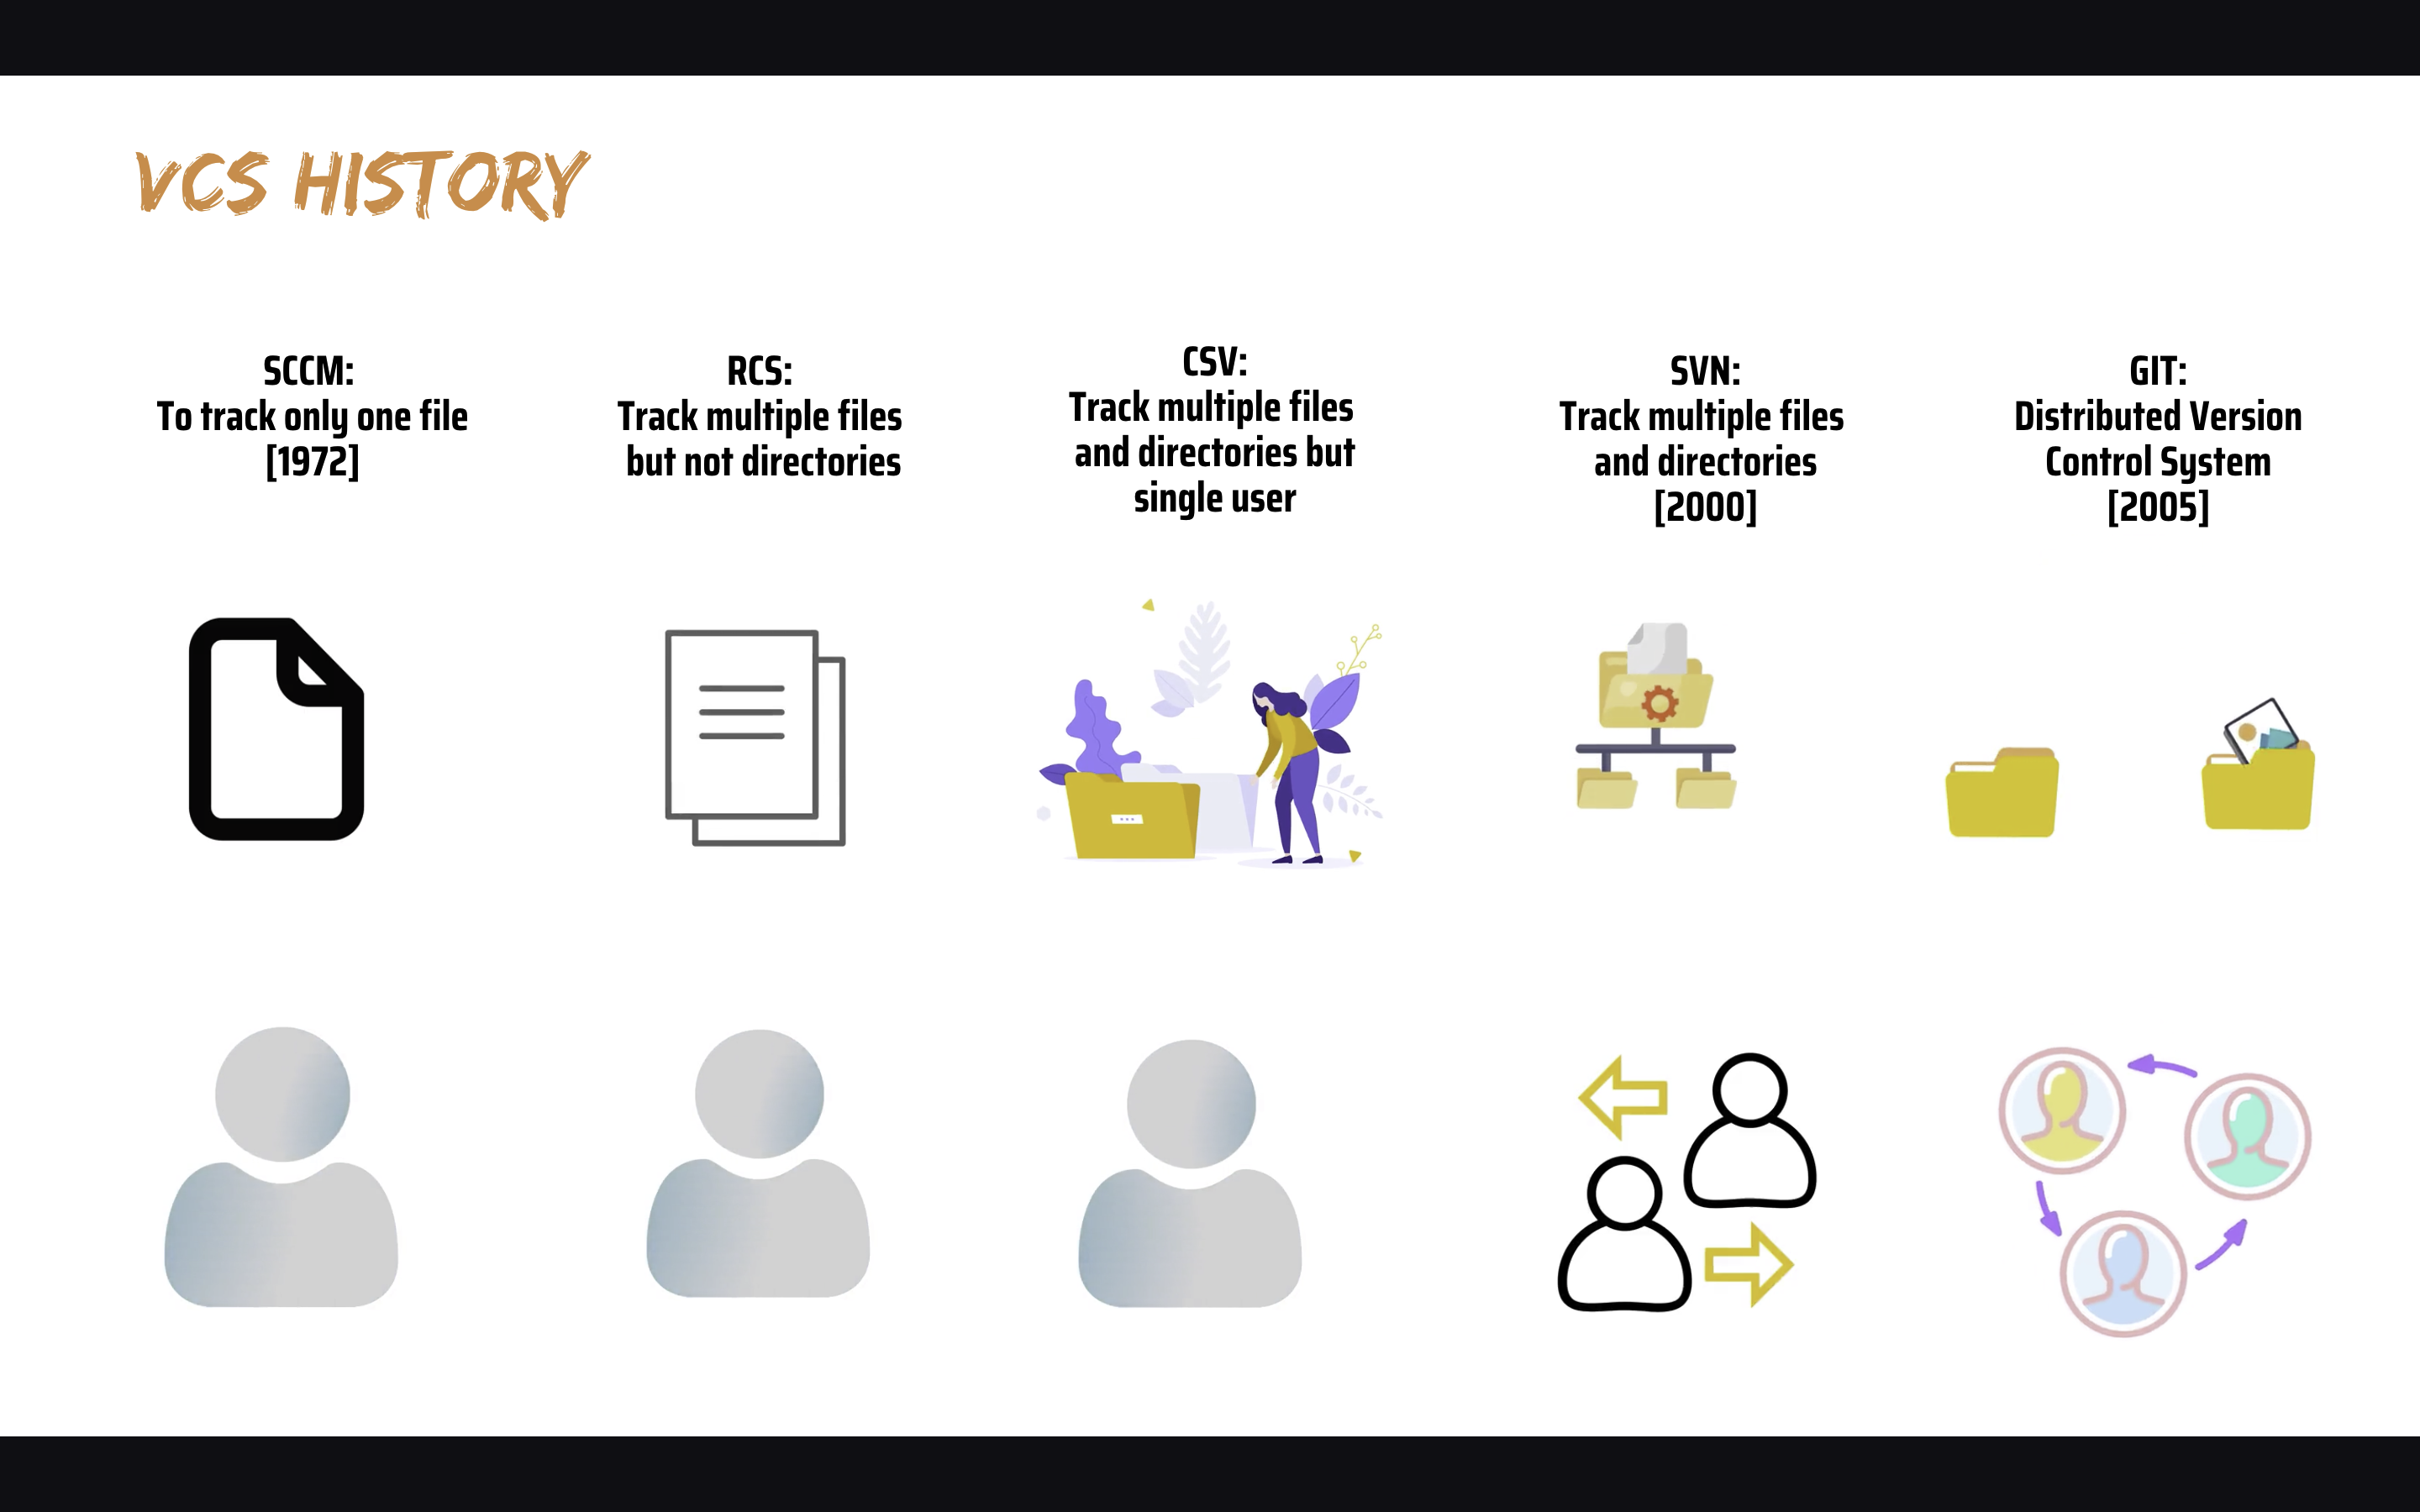 VCS HISTORY
SCCM:
To track only one file
[1972]
RCS:
Track multiple files
but not directories
CSV:
Track multiple files
and directories but
single user
SVN:
Track multiple files
and directories
[2000]
GIT:
Distributed Version
Control System
[2005]